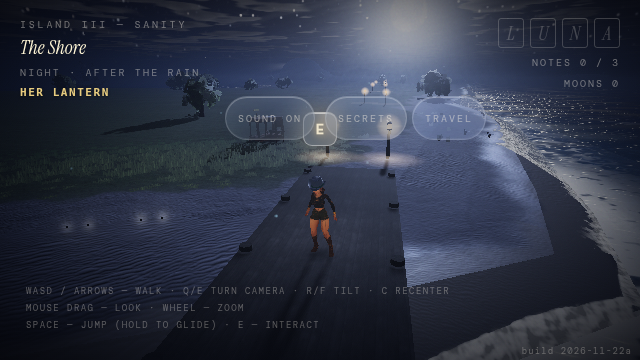 ISLAND III — SANITY
The Shore
NIGHT · AFTER THE RAIN
HER LANTERN
LUNA
NOTES 0 / 3
MOONS 0
SOUND ON
SECRETS
TRAVEL
E
WASD / ARROWS — WALK · Q/E TURN CAMERA · R/F TILT · C RECENTER
MOUSE DRAG — LOOK · WHEEL — ZOOM
SPACE — JUMP (HOLD TO GLIDE) · E — INTERACT
build 2026-11-22a